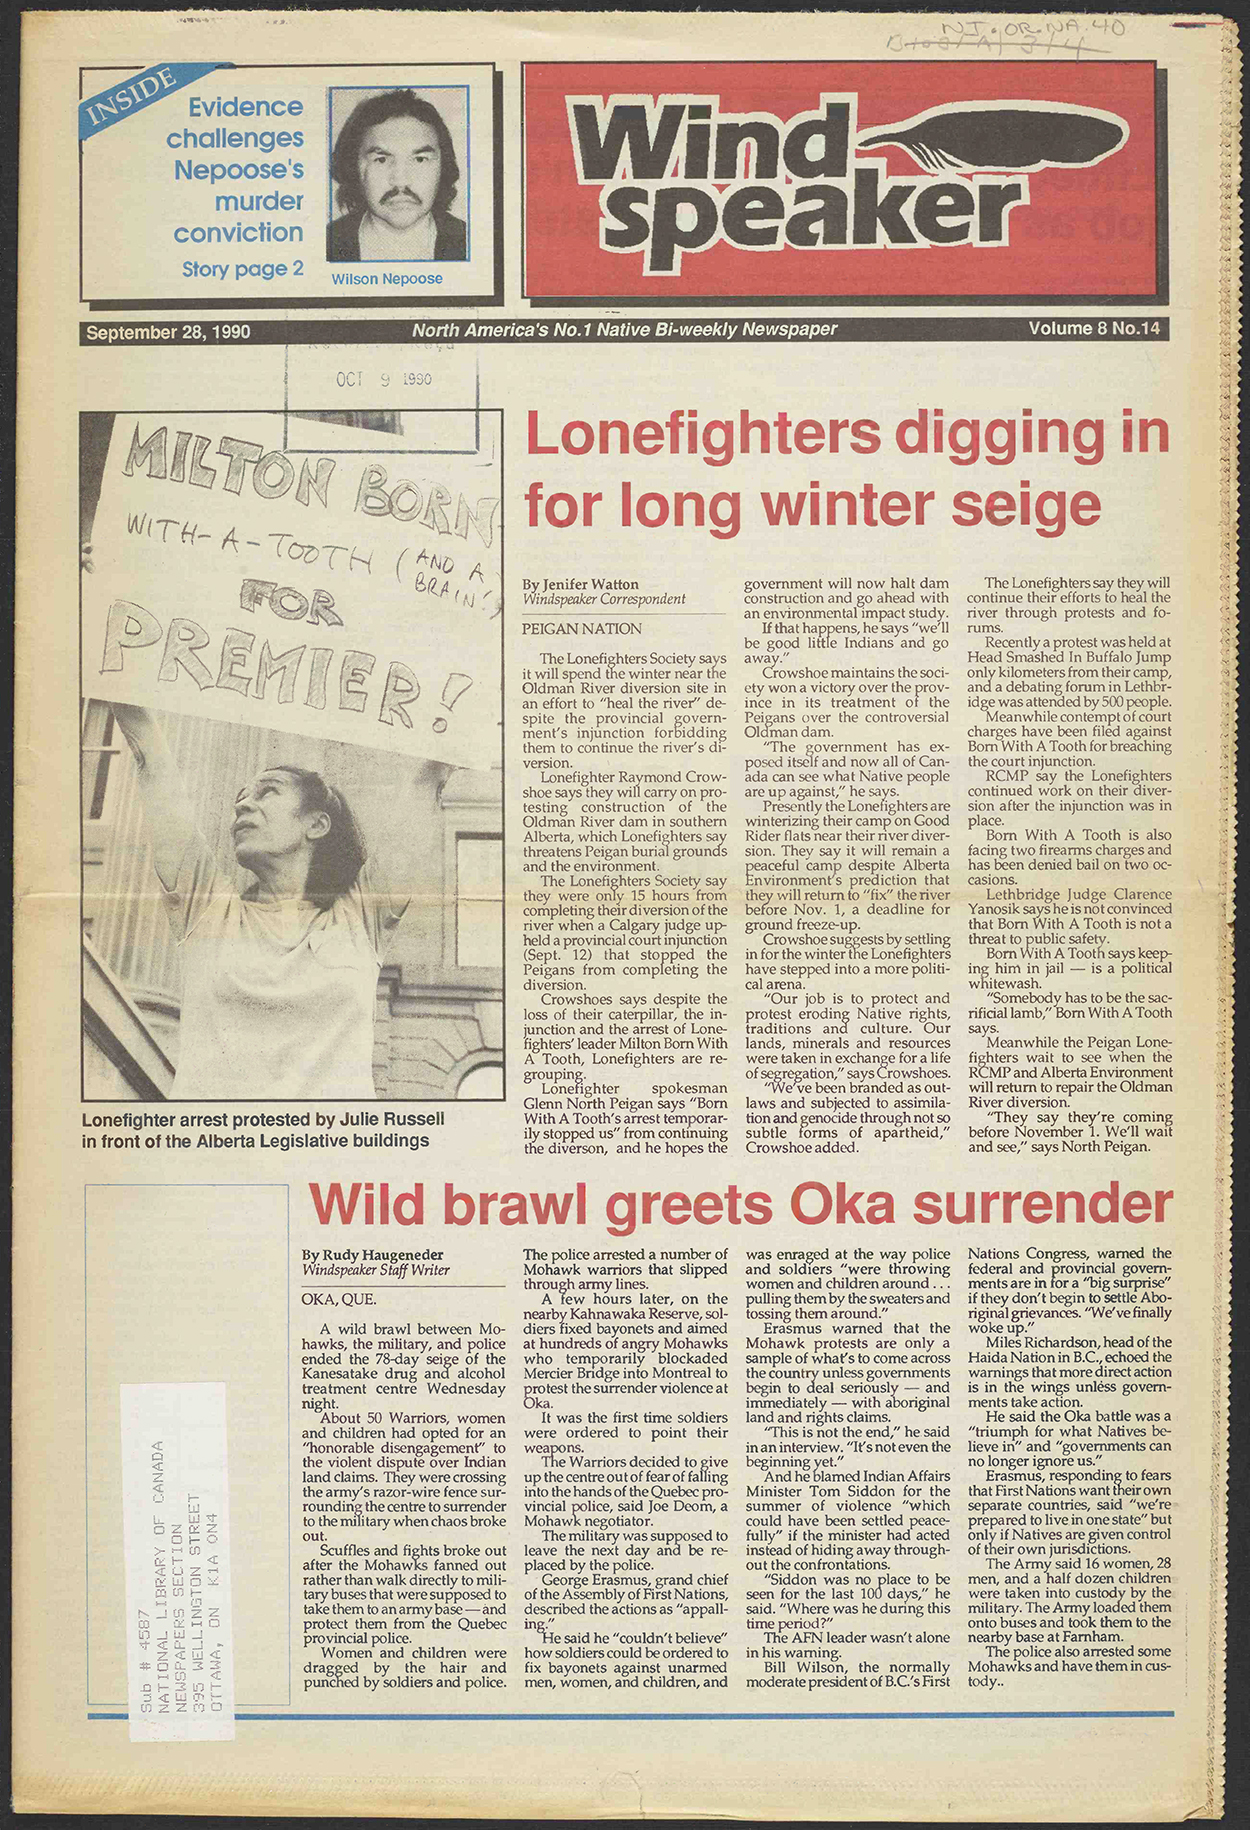 NI.OR.NA.40
INSIDE
Evidence
challenges
Nepoose's
murder
conviction
Story page 2
Wilson Nepoose
Wind
speaker
September 28, 1990
North America's No.1 Native Bi-weekly Newspaper
Volume 8 No.14
OCT 9 1990
MILTON BORN
WITH-A-TOOTH (AND A
BRAIN!)
FOR
PREMIER!
Lonefighter arrest protested by Julie Russell
in front of the Alberta Legislative buildings
Lonefighters digging in
for long winter seige
By Jenifer Watton
Windspeaker Correspondent
PEIGAN NATION
The Lonefighters Society says
it will spend the winter near the
Oldman River diversion site in
an effort to "heal the river" de-
spite the provincial govern-
ment's injunction forbidding
them to continue the river's di-
version.
Lonefighter Raymond Crow-
shoe says they will carry on pro-
testing construction of the
Oldman River dam in southern
Alberta, which Lonefighters say
threatens Peigan burial grounds
and the environment.
The Lonefighters Society say
they were only 15 hours from
completing their diversion of the
river when a Calgary judge up-
held a provincial court injunction
(Sept. 12) that stopped the
Peigans from completing the
diversion.
Crowshoes says despite the
loss of their caterpillar, the in-
junction and the arrest of Lone-
fighters' leader Milton Born With
A Tooth, Lonefighters are re-
grouping.
Lonefighter spokesman
Glenn North Peigan says "Born
With A Tooth's arrest temporar-
ily stopped us" from continuing
the diverson, and he hopes the
government will now halt dam
construction and go ahead with
an environmental impact study.
If that happens, he says "we'll
be good little Indians and go
away."
Crowshoe maintains the soci-
ety won a victory over the prov-
ince in its treatment of the
Peigans over the controversial
Oldman dam.
"The government has ex-
posed itself and now all of Can-
ada can see what Native people
are up against," he says.
Presently the Lonefighters are
winterizing their camp on Good
Rider flats near their river diver-
sion. They say it will remain a
peaceful camp despite Alberta
Environment's prediction that
they will return to "fix" the river
before Nov. 1, a deadline for
ground freeze-up.
Crowshoe suggests by settling
in for the winter the Lonefighters
have stepped into a more politi-
cal arena.
"Our job is to protect and
protest eroding Native rights,
traditions and culture. Our
lands, minerals and resources
were taken in exchange for a life
of segregation," says Crowshoes.
"We've been branded as out-
laws and subjected to assimila-
tion and genocide through not so
subtle forms of apartheid,"
Crowshoe added.
The Lonefighters say they will
continue their efforts to heal the
river through protests and fo-
rums.
Recently a protest was held at
Head Smashed In Buffalo Jump
only kilometers from their camp,
and a debating forum in Lethbr-
idge was attended by 500 people.
Meanwhile contempt of court
charges have been filed against
Born With A Tooth for breaching
the court injunction.
RCMP say the Lonefighters
continued work on their diver-
sion after the injunction was in
place.
Born With A Tooth is also
facing two firearms charges and
has been denied bail on two oc-
casions.
Lethbridge Judge Clarence
Yanosik says he is not convinced
that Born With A Tooth is not a
threat to public safety.
Born With A Tooth says keep-
ing him in jail — is a political
whitewash.
"Somebody has to be the sac-
rificial lamb," Born With A Tooth
says.
Meanwhile the Peigan Lone-
fighters wait to see when the
RCMP and Alberta Environment
will return to repair the Oldman
River diversion.
"They say they're coming
before November 1. We'll wait
and see," says North Peigan.
Wild brawl greets Oka surrender
By Rudy Haugeneder
Windspeaker Staff Writer
OKA, QUE.
A wild brawl between Mo-
hawks, the military, and police
ended the 78-day seige of the
Kanesatake drug and alcohol
treatment centre Wednesday
night.
About 50 Warriors, women
and children had opted for an
"honorable disengagement" to
the violent dispute over Indian
land claims. They were crossing
the army's razor-wire fence sur-
rounding the centre to surrender
to the military when chaos broke
out.
Scuffles and fights broke out
after the Mohawks fanned out
rather than walk directly to mili-
tary buses that were supposed to
take them to an army base — and
protect them from the Quebec
provincial police.
Women and children were
dragged by the hair and
punched by soldiers and police.
The police arrested a number of
Mohawk warriors that slipped
through army lines.
A few hours later, on the
nearby Kahnawaka Reserve, sol-
diers fixed bayonets and aimed
at hundreds of angry Mohawks
who temporarily blockaded
Mercier Bridge into Montreal to
protest the surrender violence at
Oka.
It was the first time soldiers
were ordered to point their
weapons.
The Warriors decided to give
up the centre out of fear of falling
into the hands of the Quebec pro-
vincial police, said Joe Deom, a
Mohawk negotiator.
The military was supposed to
leave the next day and be re-
placed by the police.
George Erasmus, grand chief
of the Assembly of First Nations,
described the actions as "appall-
ing."
He said he "couldn't believe"
how soldiers could be ordered to
fix bayonets against unarmed
men, women, and children, and
was enraged at the way police
and soldiers "were throwing
women and children around . . .
pulling them by the sweaters and
tossing them around."
Erasmus warned that the
Mohawk protests are only a
sample of what's to come across
the country unless governments
begin to deal seriously — and
immediately — with aboriginal
land and rights claims.
"This is not the end," he said
in an interview. "It's not even the
beginning yet."
And he blamed Indian Affairs
Minister Tom Siddon for the
summer of violence "which
could have been settled peace-
fully" if the minister had acted
instead of hiding away through-
out the confrontations.
"Siddon was no place to be
seen for the last 100 days," he
said. "Where was he during this
time period?"
The AFN leader wasn't alone
in his warning.
Bill Wilson, the normally
moderate president of B.C.'s First
Nations Congress, warned the
federal and provincial govern-
ments are in for a "big surprise"
if they don't begin to settle Abo-
riginal grievances. "We've finally
woke up."
Miles Richardson, head of the
Haida Nation in B.C., echoed the
warnings that more direct action
is in the wings unless govern-
ments take action.
He said the Oka battle was a
"triumph for what Natives be-
lieve in" and "governments can
no longer ignore us."
Erasmus, responding to fears
that First Nations want their own
separate countries, said "we're
prepared to live in one state" but
only if Natives are given control
of their own jurisdictions.
The Army said 16 women, 28
men, and a half dozen children
were taken into custody by the
military. The Army loaded them
onto buses and took them to the
nearby base at Farnham.
The police also arrested some
Mohawks and have them in cus-
tody..
Sub # 4587
NATIONAL LIBRARY OF CANADA
NEWSPAPERS SECTION
395 WELLINGTON STREET
OTTAWA, ON K1A 0N4